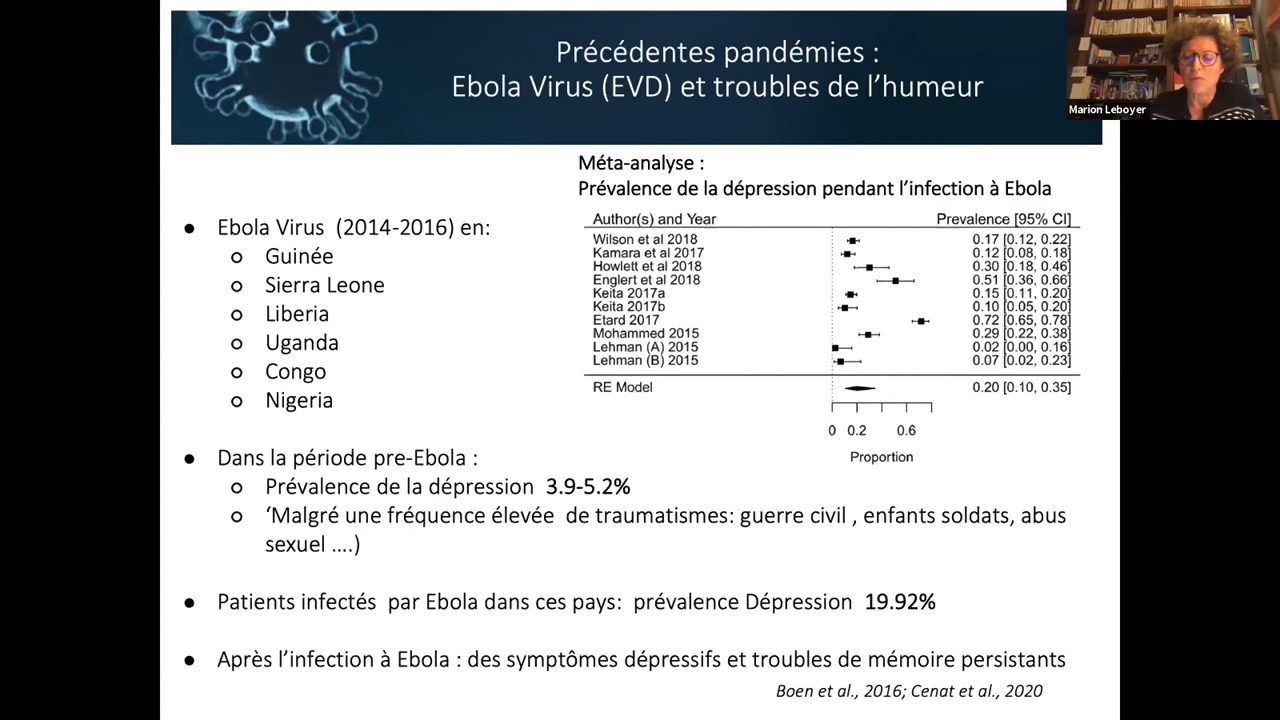 Précédentes pandémies :
Ebola Virus (EVD) et troubles de l’humeur
Marion Leboyer
Méta-analyse :
Prévalence de la dépression pendant l’infection à Ebola
Author(s) and Year Prevalence [95% CI]
Wilson et al 2018 0.17 [0.12, 0.22]
Kamara et al 2017 0.12 [0.08, 0.18]
Howlett et al 2018 0.30 [0.18, 0.46]
Englert et al 2018 0.51 [0.36, 0.66]
Keita 2017a 0.15 [0.11, 0.20]
Keita 2017b 0.10 [0.05, 0.20]
Etard 2017 0.72 [0.65, 0.78]
Mohammed 2015 0.29 [0.22, 0.38]
Lehman (A) 2015 0.02 [0.00, 0.16]
Lehman (B) 2015 0.07 [0.02, 0.23]
RE Model 0.20 [0.10, 0.35]
0 0.2 0.6
Proportion
● Ebola Virus (2014-2016) en:
o Guinée
o Sierra Leone
o Liberia
o Uganda
o Congo
o Nigeria
● Dans la période pre-Ebola :
o Prévalence de la dépression 3.9-5.2%
o ‘Malgré une fréquence élevée de traumatismes: guerre civil , enfants soldats, abus
sexuel ....)
● Patients infectés par Ebola dans ces pays: prévalence Dépression 19.92%
● Après l’infection à Ebola : des symptômes dépressifs et troubles de mémoire persistants
Boen et al., 2016; Cenat et al., 2020